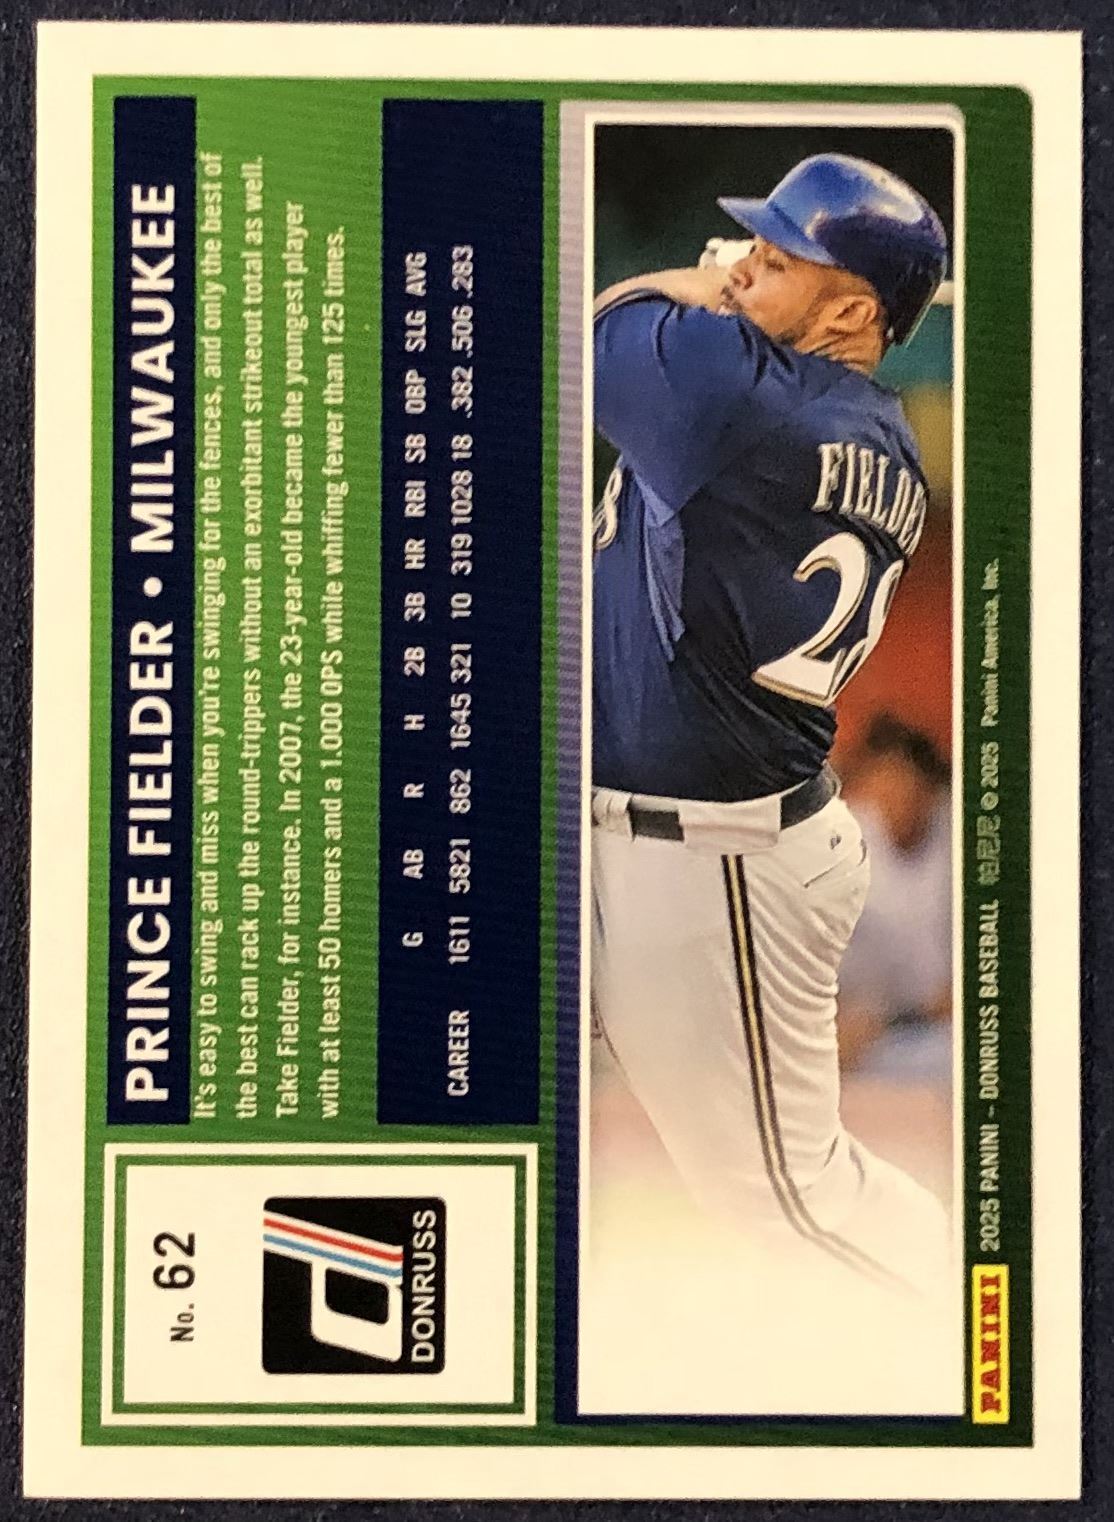 No. 62
DONRUSS
PRINCE FIELDER • MILWAUKEE
It's easy to swing and miss when you're swinging for the fences, and only the best of
the best can rack up the round-trippers without an exorbitant strikeout total as well.
Take Fielder, for instance. In 2007, the 23-year-old became the youngest player
with at least 50 homers and a 1.000 OPS while whiffing fewer than 125 times.
G AB R H 2B 3B HR RBI SB OBP SLG AVG
CAREER 1611 5821 862 1645 321 10 319 1028 18 .382 .506 .283
FIELDE
28
PANINI 2025 PANINI – DONRUSS BASEBALL © 2025 Panini America, Inc.